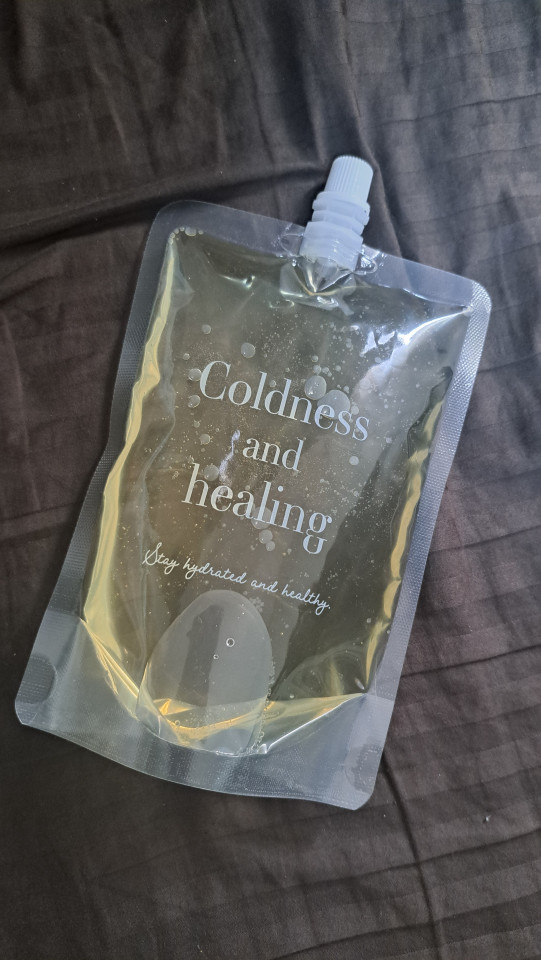 Coldness
and
healing
Stay hydrated and healthy.